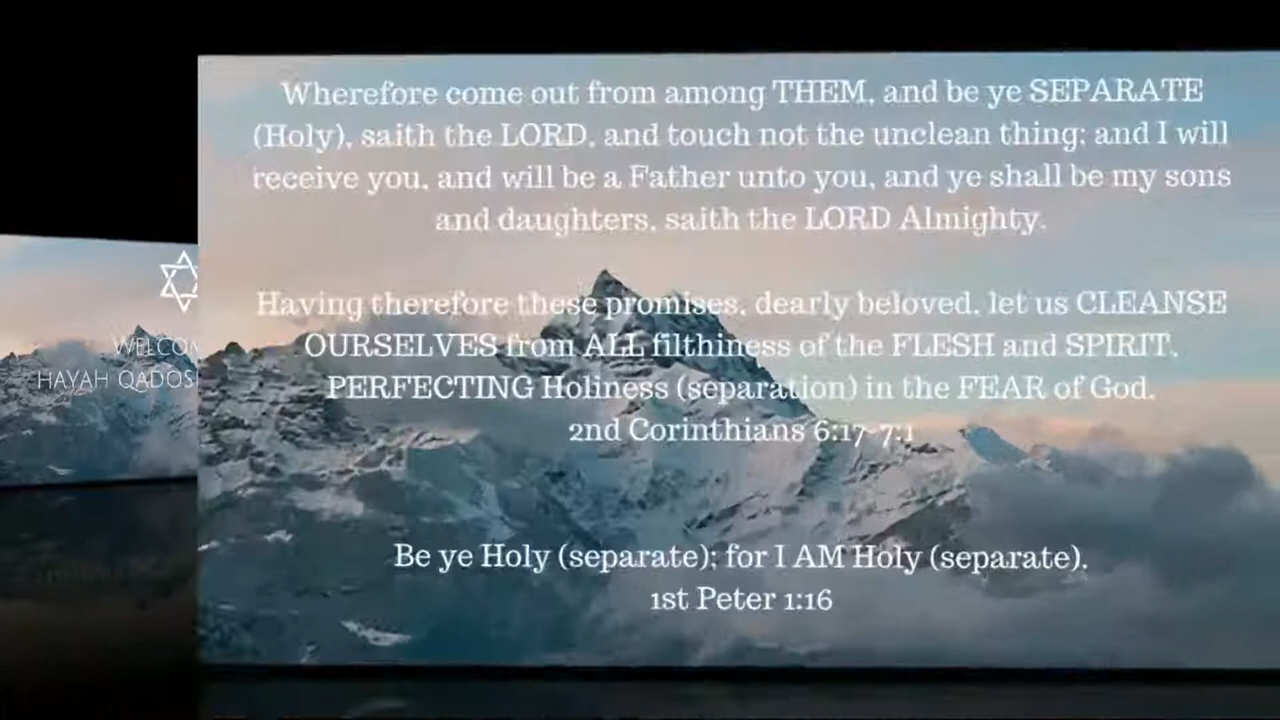 Wherefore come out from among THEM, and be ye SEPARATE
(Holy), saith the LORD, and touch not the unclean thing; and I will
receive you, and will be a Father unto you, and ye shall be my sons
and daughters, saith the LORD Almighty.
Having therefore these promises, dearly beloved, let us CLEANSE
OURSELVES from ALL filthiness of the FLESH and SPIRIT,
PERFECTING Holiness (separation) in the FEAR of God.
2nd Corinthians 6:17-7:1
Be ye Holy (separate); for I AM Holy (separate).
1st Peter 1:16
HAYAH